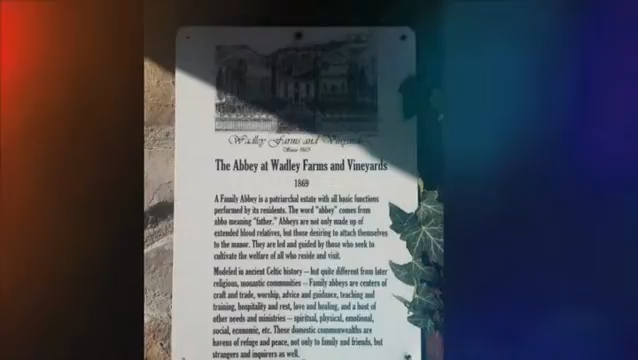 Wadley Farms and Vineyards
Since 1869
The Abbey at Wadley Farms and Vineyards
1869
A Family Abbey is a patriarchal estate with all basic functions
performed by its residents. The word "abbey" comes from
abba meaning "father." Abbeys are not only made up of
extended blood relatives, but those desiring to attach themselves
to the manor. They are led and guided by those who seek to
cultivate the welfare of all who reside and visit.
Modeled in ancient Celtic history – but quite different from later
religious, monastic communities – Family abbeys are centers of
craft and trade, worship, advice and guidance, teaching and
training, hospitality and rest, love and healing, and a host of
other needs and ministries – spiritual, physical, emotional,
social, economic, etc. These domestic commonwealths are
havens of refuge and peace, not only to family and friends, but
strangers and inquirers as well.